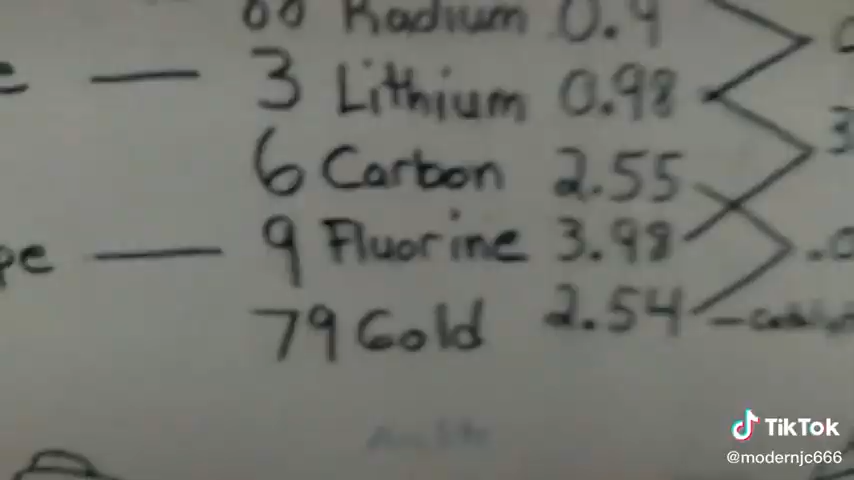 Radium 0.9
— 3 Lithium 0.98
6 Carbon 2.55
— 9 Fluorine 3.98
79 Gold 2.54
TikTok
@modernjc666